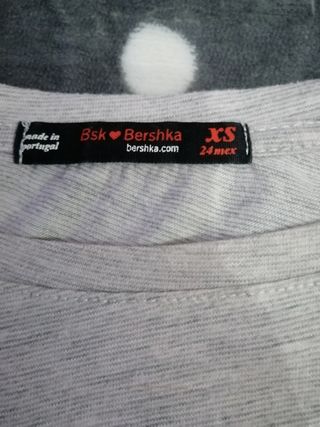 made in
portugal
Bsk ❤ Bershka
bershka.com
XS
24 mex